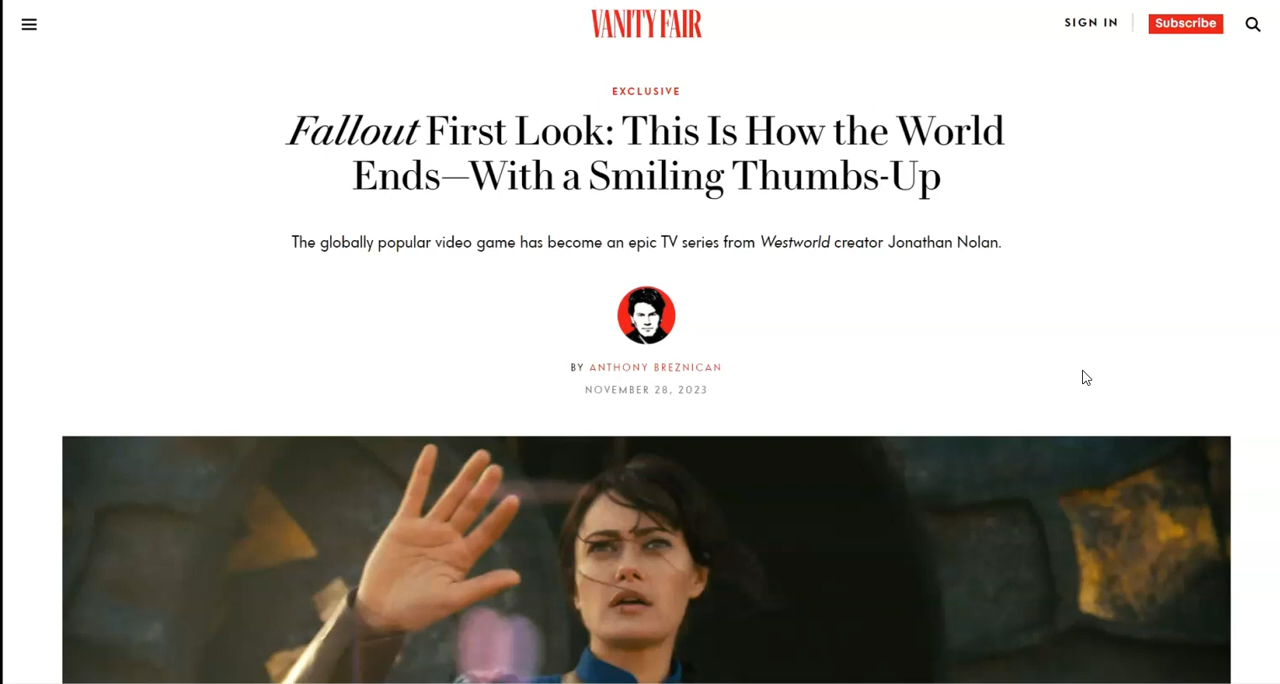 VANITY FAIR
SIGN IN
Subscribe
EXCLUSIVE
Fallout First Look: This Is How the World
Ends—With a Smiling Thumbs-Up
The globally popular video game has become an epic TV series from Westworld creator Jonathan Nolan.
BY ANTHONY BREZNICAN
NOVEMBER 28, 2023